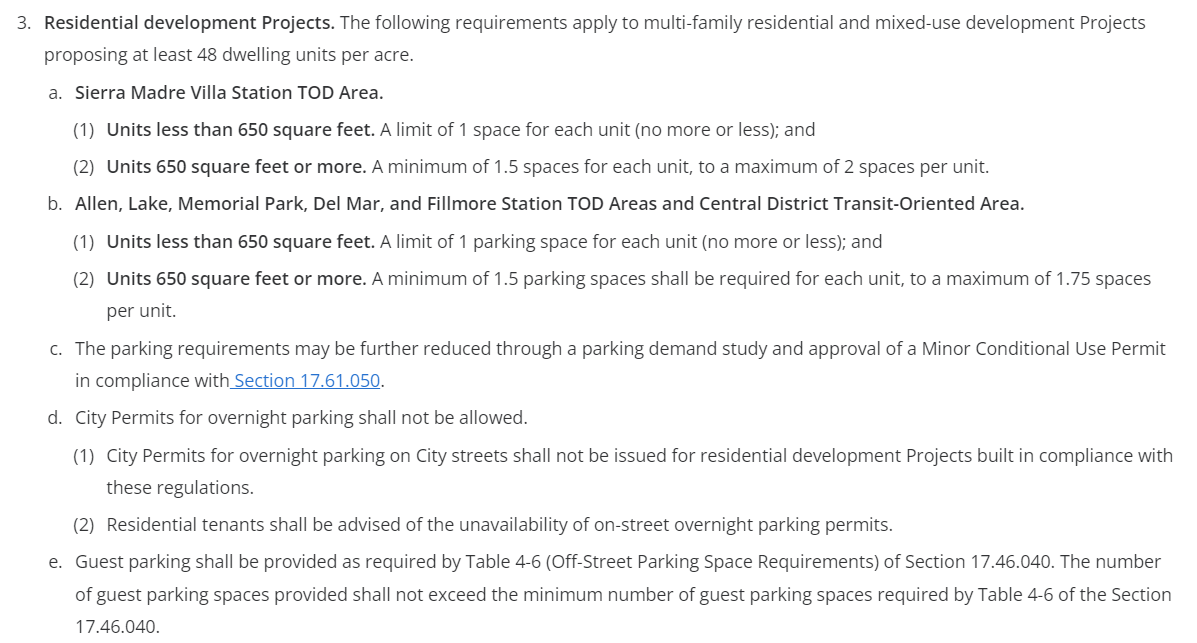 3. Residential development Projects. The following requirements apply to multi-family residential and mixed-use development Projects
proposing at least 48 dwelling units per acre.
a. Sierra Madre Villa Station TOD Area.
(1) Units less than 650 square feet. A limit of 1 space for each unit (no more or less); and
(2) Units 650 square feet or more. A minimum of 1.5 spaces for each unit, to a maximum of 2 spaces per unit.
b. Allen, Lake, Memorial Park, Del Mar, and Fillmore Station TOD Areas and Central District Transit-Oriented Area.
(1) Units less than 650 square feet. A limit of 1 parking space for each unit (no more or less); and
(2) Units 650 square feet or more. A minimum of 1.5 parking spaces shall be required for each unit, to a maximum of 1.75 spaces
per unit.
c. The parking requirements may be further reduced through a parking demand study and approval of a Minor Conditional Use Permit
in compliance with Section 17.61.050.
d. City Permits for overnight parking shall not be allowed.
(1) City Permits for overnight parking on City streets shall not be issued for residential development Projects built in compliance with
these regulations.
(2) Residential tenants shall be advised of the unavailability of on-street overnight parking permits.
e. Guest parking shall be provided as required by Table 4-6 (Off-Street Parking Space Requirements) of Section 17.46.040. The number
of guest parking spaces provided shall not exceed the minimum number of guest parking spaces required by Table 4-6 of the Section
17.46.040.